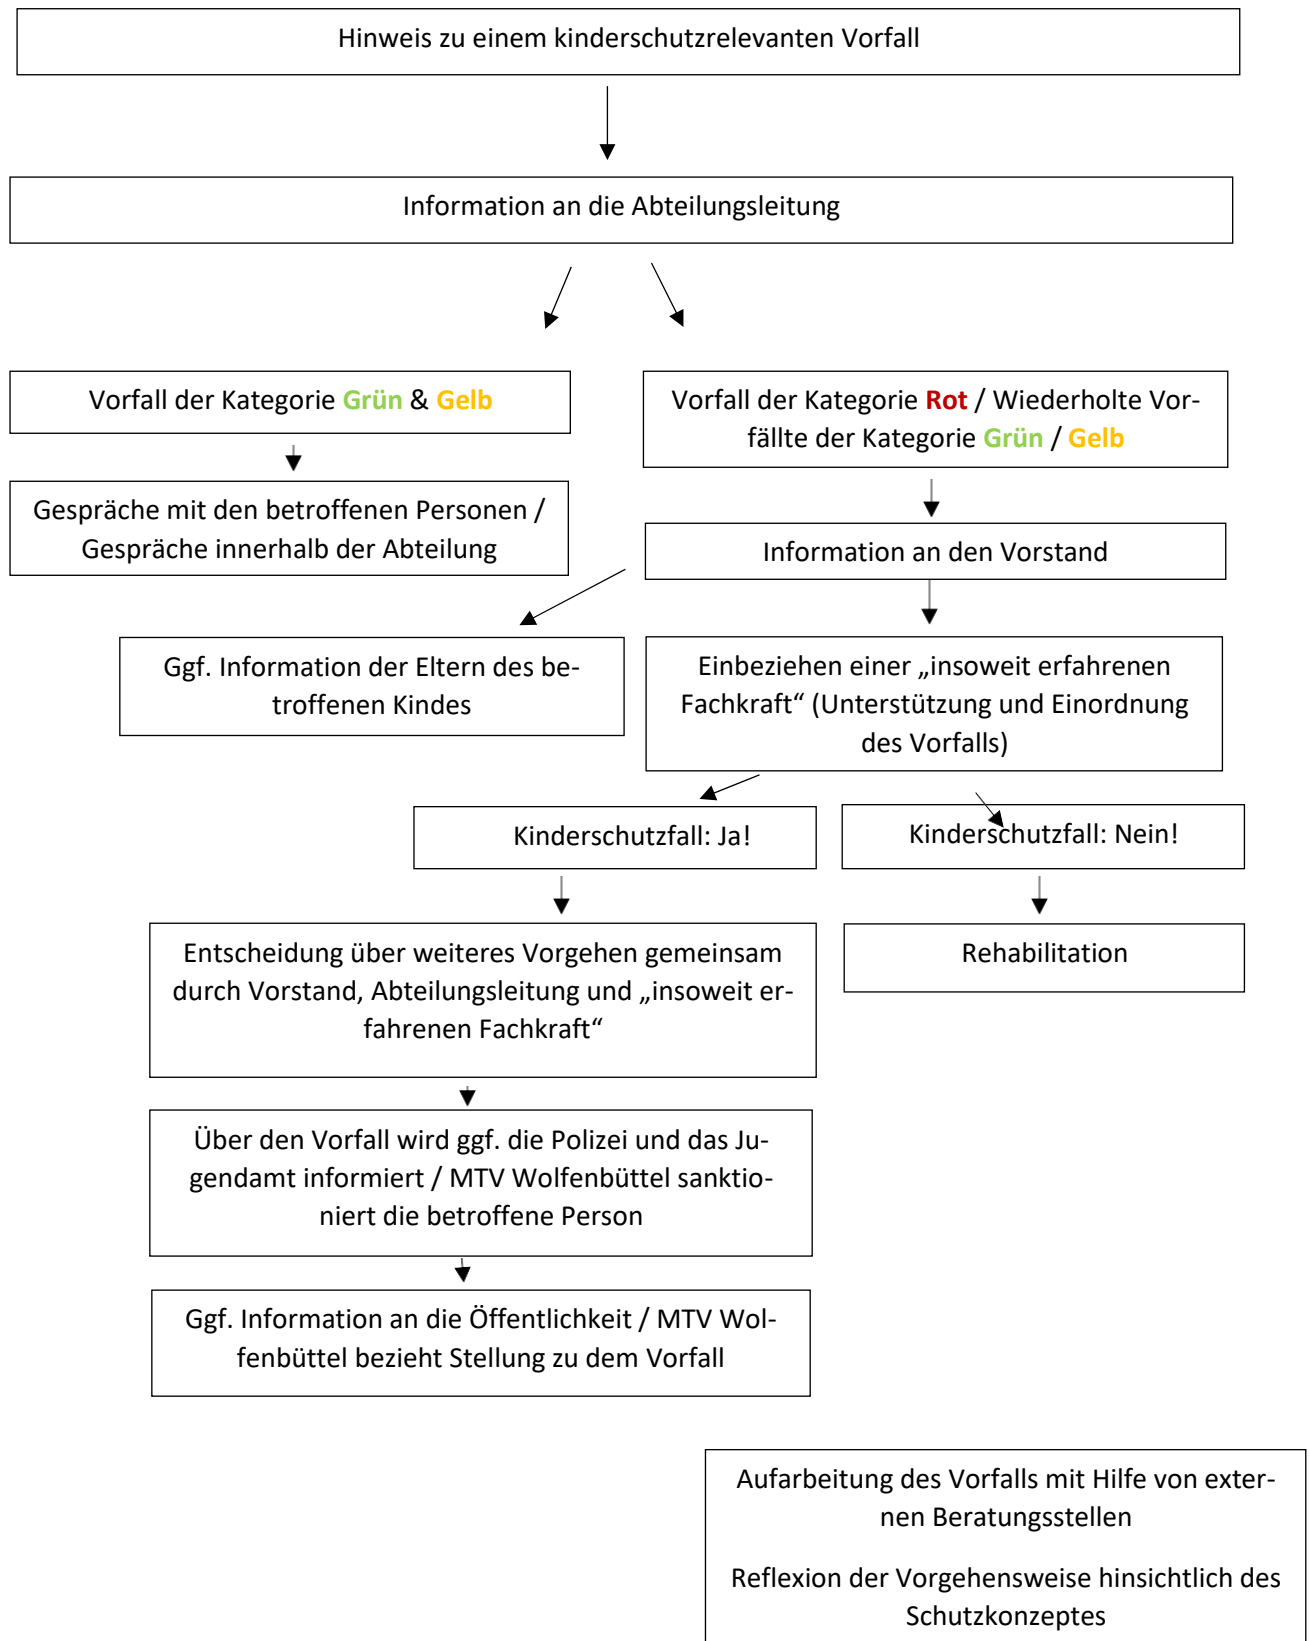 Hinweis zu einem kinderschutzrelevanten Vorfall
Information an die Abteilungsleitung
Vorfall der Kategorie Grün & Gelb
Vorfall der Kategorie Rot / Wiederholte Vor-
fällte der Kategorie Grün / Gelb
Gespräche mit den betroffenen Personen /
Gespräche innerhalb der Abteilung
Information an den Vorstand
Ggf. Information der Eltern des be-
troffenen Kindes
Einbeziehen einer „insoweit erfahrenen
Fachkraft“ (Unterstützung und Einordnung
des Vorfalls)
Kinderschutzfall: Ja!
Kinderschutzfall: Nein!
Entscheidung über weiteres Vorgehen gemeinsam
durch Vorstand, Abteilungsleitung und „insoweit er-
fahrenen Fachkraft“
Rehabilitation
Über den Vorfall wird ggf. die Polizei und das Ju-
gendamt informiert / MTV Wolfenbüttel sanktio-
niert die betroffene Person
Ggf. Information an die Öffentlichkeit / MTV Wol-
fenbüttel bezieht Stellung zu dem Vorfall
Aufarbeitung des Vorfalls mit Hilfe von exter-
nen Beratungsstellen
Reflexion der Vorgehensweise hinsichtlich des
Schutzkonzeptes